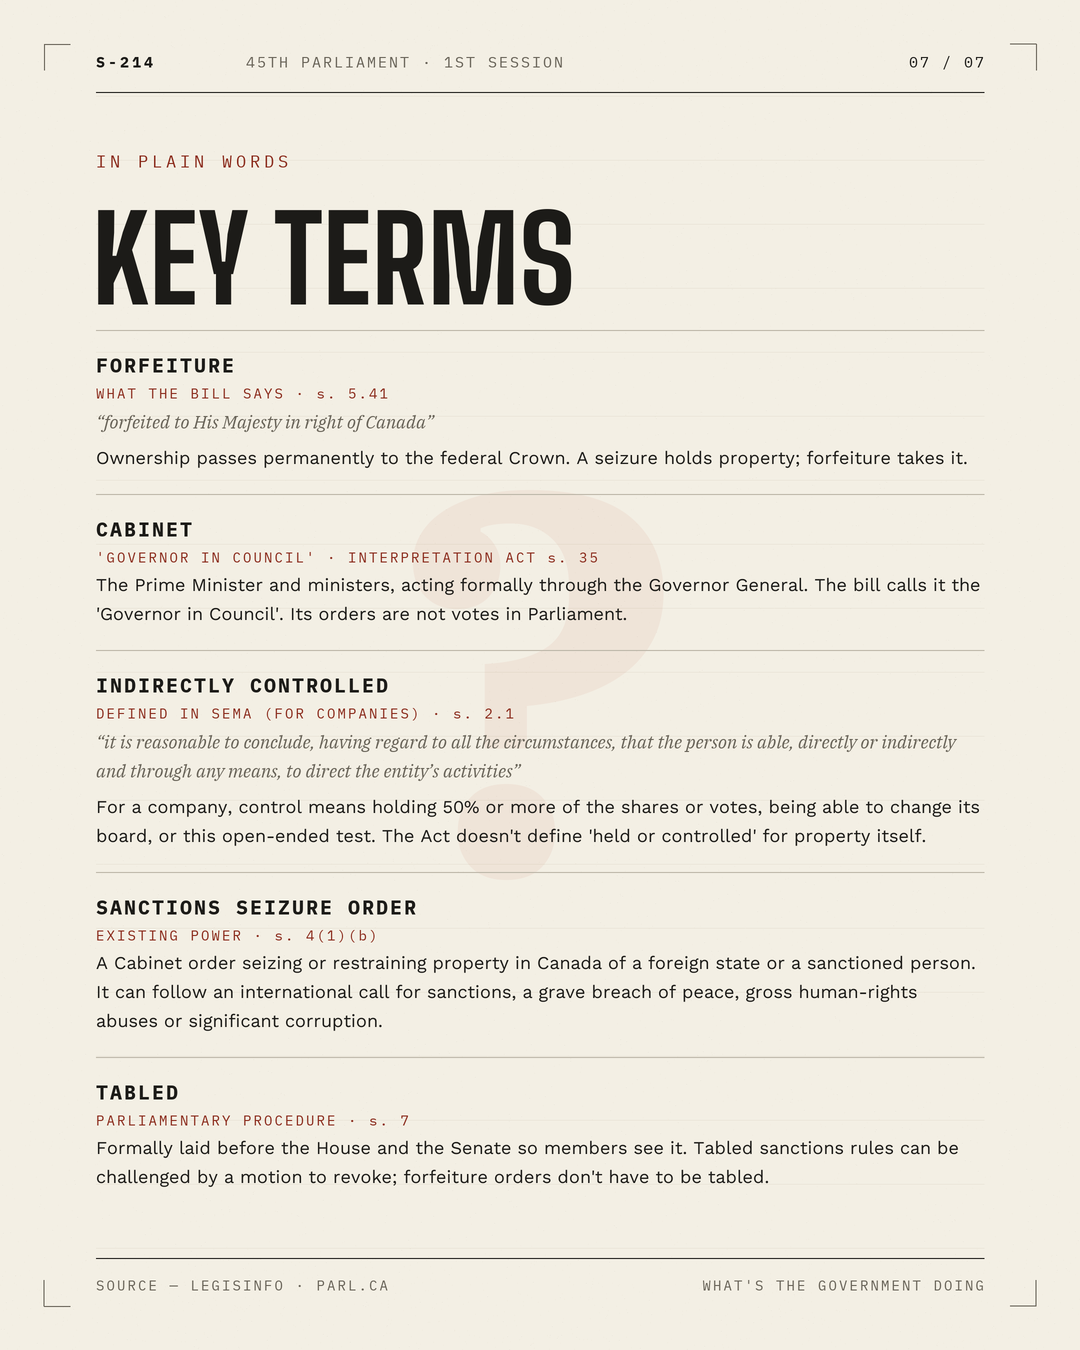 S-214 45TH PARLIAMENT · 1ST SESSION 07 / 07
IN PLAIN WORDS
KEY TERMS
FORFEITURE
WHAT THE BILL SAYS · s. 5.41
“forfeited to His Majesty in right of Canada”
Ownership passes permanently to the federal Crown. A seizure holds property; forfeiture takes it.
CABINET
'GOVERNOR IN COUNCIL' · INTERPRETATION ACT s. 35
The Prime Minister and ministers, acting formally through the Governor General. The bill calls it the
'Governor in Council'. Its orders are not votes in Parliament.
INDIRECTLY CONTROLLED
DEFINED IN SEMA (FOR COMPANIES) · s. 2.1
“it is reasonable to conclude, having regard to all the circumstances, that the person is able, directly or indirectly
and through any means, to direct the entity’s activities”
For a company, control means holding 50% or more of the shares or votes, being able to change its
board, or this open-ended test. The Act doesn't define 'held or controlled' for property itself.
SANCTIONS SEIZURE ORDER
EXISTING POWER · s. 4(1)(b)
A Cabinet order seizing or restraining property in Canada of a foreign state or a sanctioned person.
It can follow an international call for sanctions, a grave breach of peace, gross human-rights
abuses or significant corruption.
TABLED
PARLIAMENTARY PROCEDURE · s. 7
Formally laid before the House and the Senate so members see it. Tabled sanctions rules can be
challenged by a motion to revoke; forfeiture orders don't have to be tabled.
SOURCE — LEGISINFO · PARL.CA WHAT'S THE GOVERNMENT DOING
?